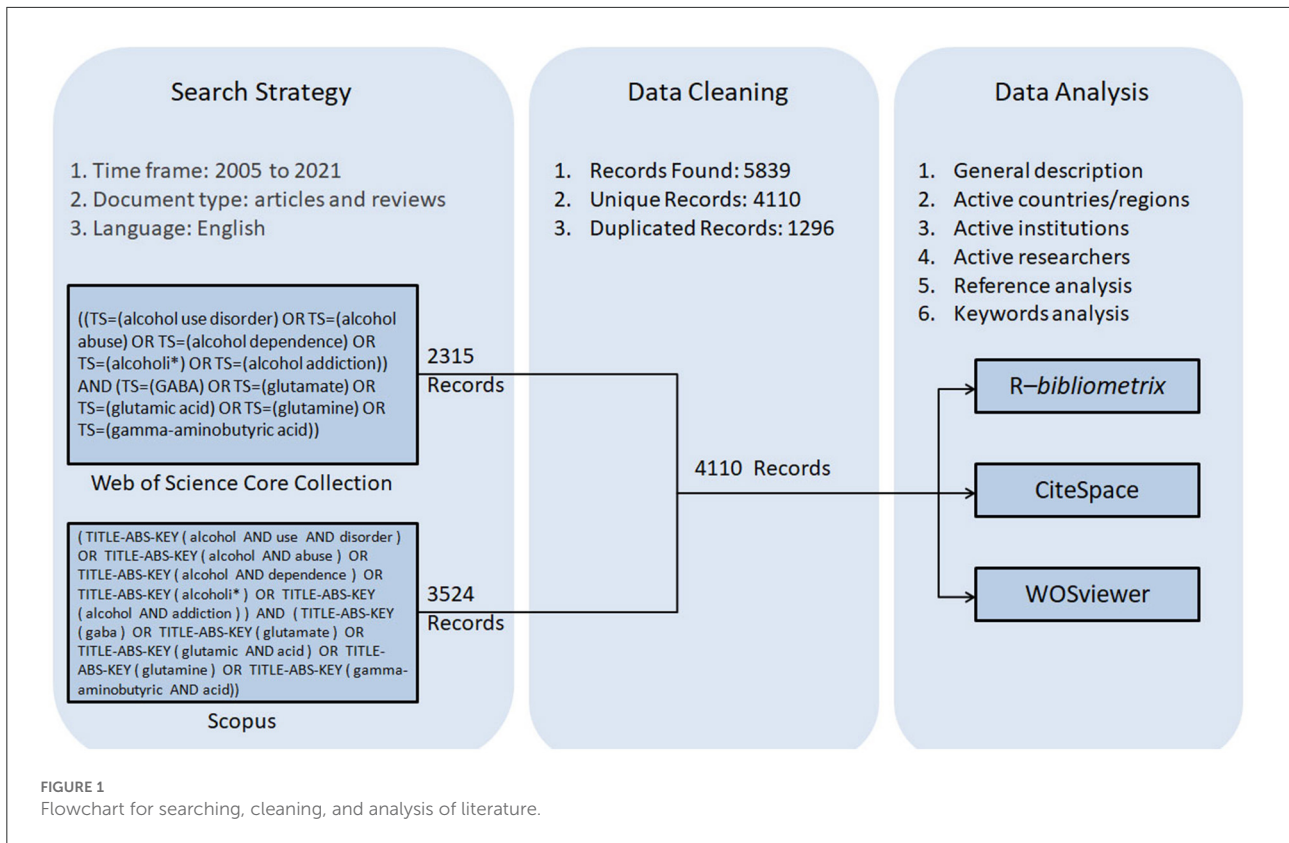 Search Strategy
1. Time frame: 2005 to 2021
2. Document type: articles and reviews
3. Language: English
((TS=(alcohol use disorder) OR TS=(alcohol
abuse) OR TS=(alcohol dependence) OR
TS=(alcoholi*) OR TS=(alcohol addiction))
AND (TS=(GABA) OR TS=(glutamate) OR
TS=(glutamic acid) OR TS=(glutamine) OR
TS=(gamma-aminobutyric acid))
Web of Science Core Collection
2315
Records
( TITLE-ABS-KEY ( alcohol AND use AND disorder )
OR TITLE-ABS-KEY ( alcohol AND abuse ) OR
TITLE-ABS-KEY ( alcohol AND dependence ) OR
TITLE-ABS-KEY ( alcoholi* ) OR TITLE-ABS-KEY
( alcohol AND addiction ) ) AND ( TITLE-ABS-KEY
( gaba ) OR TITLE-ABS-KEY ( glutamate ) OR
TITLE-ABS-KEY ( glutamic AND acid ) OR TITLE-
ABS-KEY ( glutamine ) OR TITLE-ABS-KEY ( gamma-
aminobutyric AND acid))
Scopus
3524
Records
Data Cleaning
1. Records Found: 5839
2. Unique Records: 4110
3. Duplicated Records: 1296
4110 Records
Data Analysis
1. General description
2. Active countries/regions
3. Active institutions
4. Active researchers
5. Reference analysis
6. Keywords analysis
R–bibliometrix
CiteSpace
WOSviewer
FIGURE 1
Flowchart for searching, cleaning, and analysis of literature.